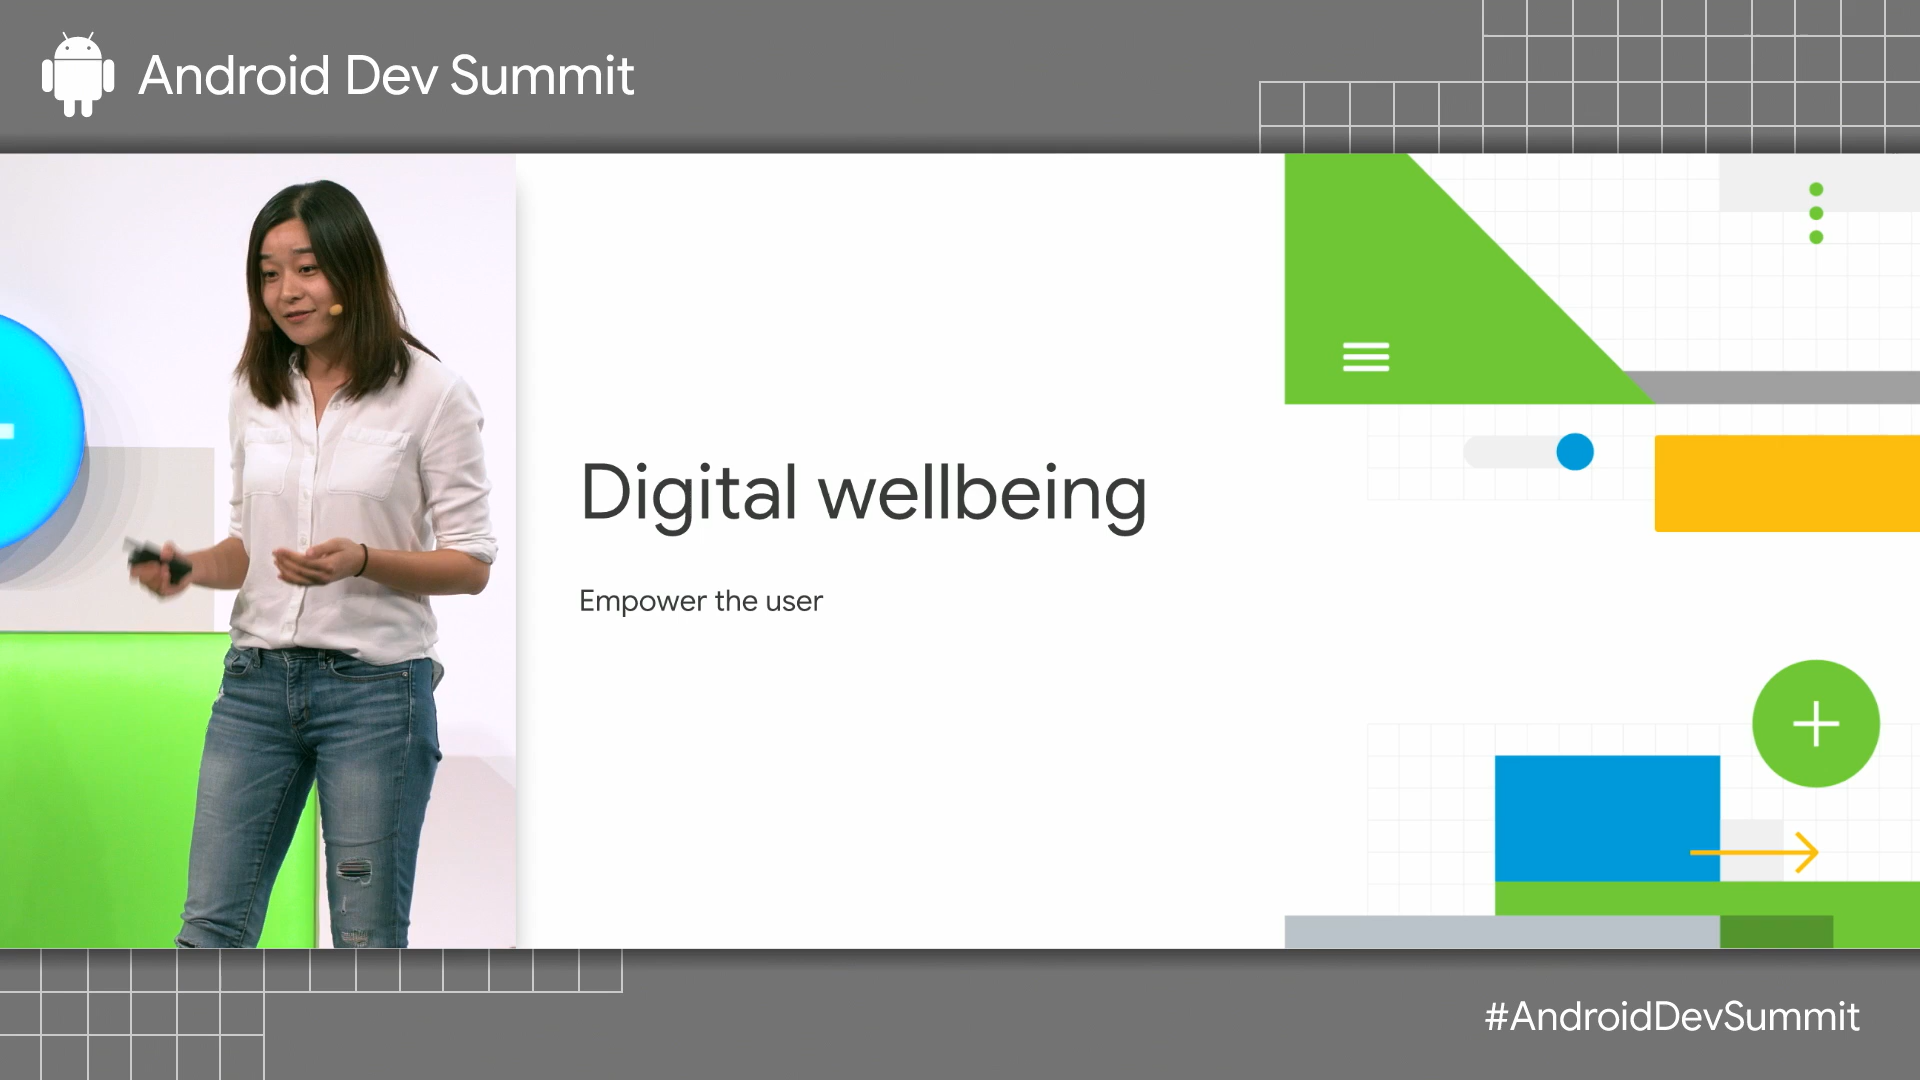 Android Dev Summit
Digital wellbeing
Empower the user
#AndroidDevSummit